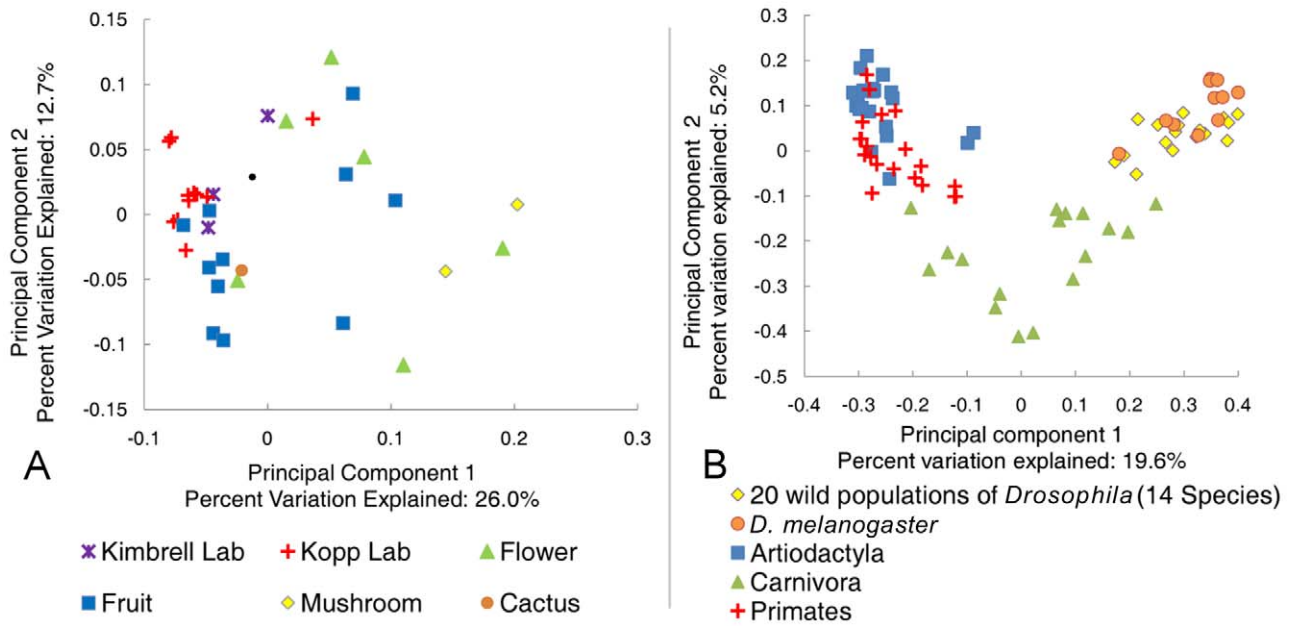 0.15
0.1
0.05
0
-0.05
-0.1
-0.15
-0.1
0
0.1
0.2
0.3
Principal Component 2
Percent Variaition Explained: 12.7%
Principal Component 1
Percent Variation Explained: 26.0%
A
Kimbrell Lab
Kopp Lab
Flower
Fruit
Mushroom
Cactus
0.3
0.2
0.1
0
-0.1
-0.2
-0.3
-0.4
-0.5
-0.4
-0.3
-0.2
-0.1
0
0.1
0.2
0.3
0.4
Principal Component 2
Percent variation explained: 5.2%
Principal component 1
Percent variation explained: 19.6%
B
20 wild populations of Drosophila (14 Species)
D. melanogaster
Artiodactyla
Carnivora
Primates